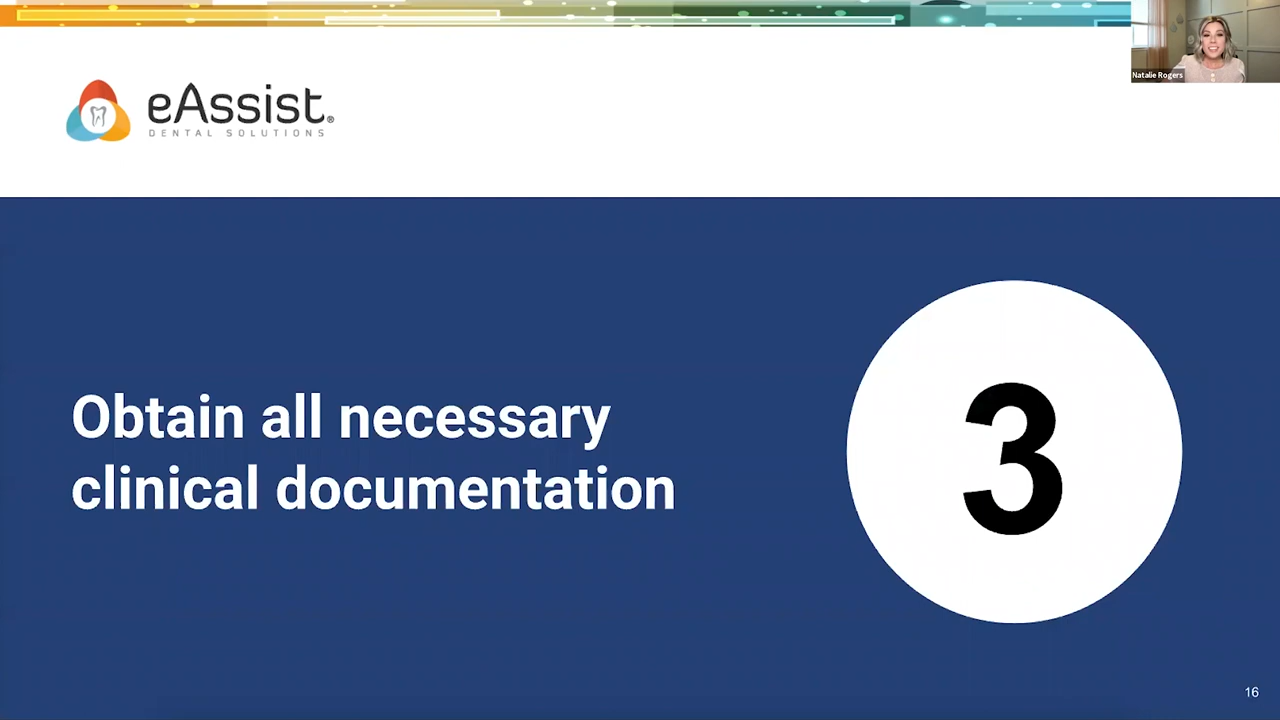 Natalie Rogers
eAssist®
DENTAL SOLUTIONS
Obtain all necessary
clinical documentation
3
16